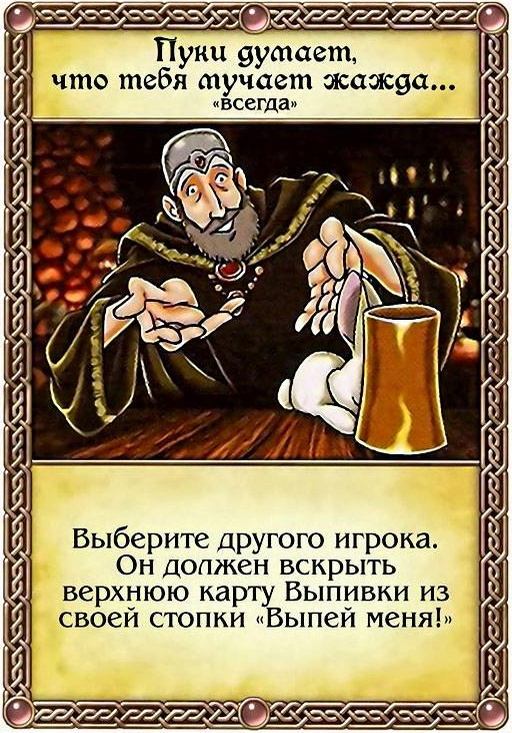 Пуки думает,
что тебя мучает жажда...
«всегда»
Выберите другого игрока.
Он должен вскрыть
верхнюю карту Выпивки из
своей стопки «Выпей меня!»